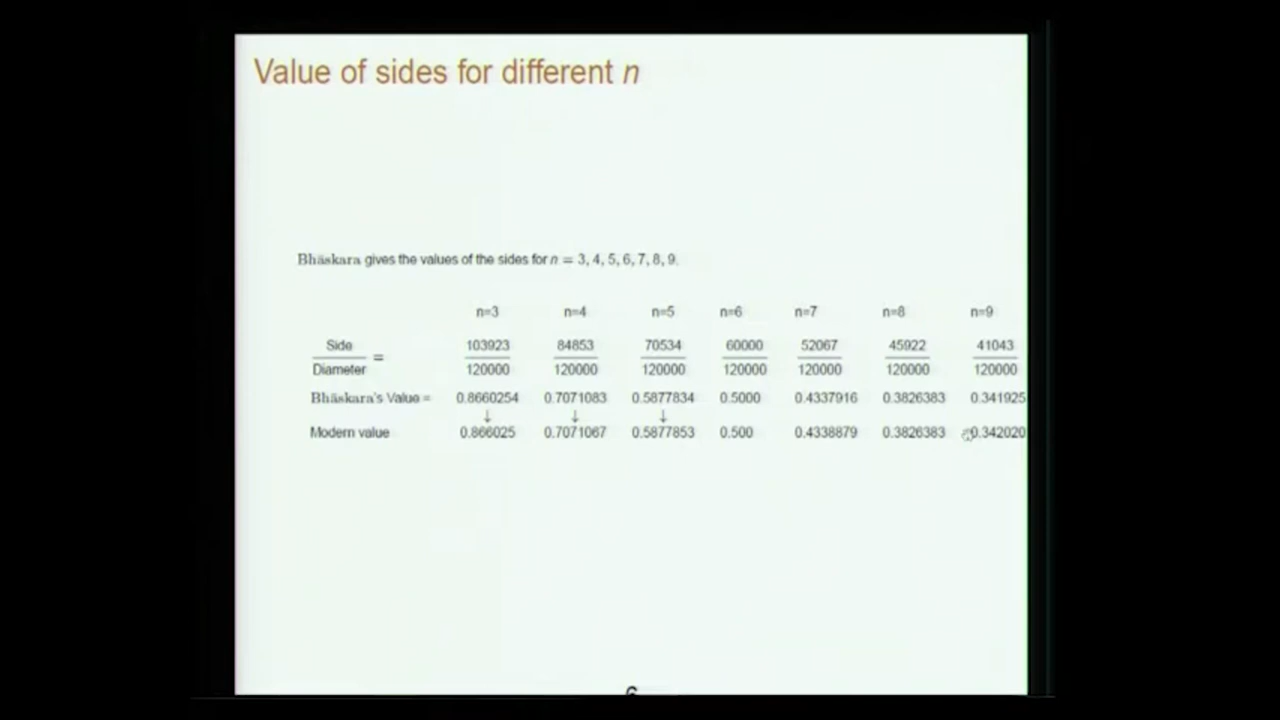 Value of sides for different n
Bhāskara gives the values of the sides for n = 3, 4, 5, 6, 7, 8, 9.
n=3 n=4 n=5 n=6 n=7 n=8 n=9
Side 103923 84853 70534 60000 52067 45922 41043
=
Diameter 120000 120000 120000 120000 120000 120000 120000
Bhāskara's Value = 0.8660254 0.7071083 0.5877834 0.5000 0.4337916 0.3826383 0.341925
↓ ↓ ↓
Modern value 0.866025 0.7071067 0.5877853 0.500 0.4338879 0.3826383 0.342020